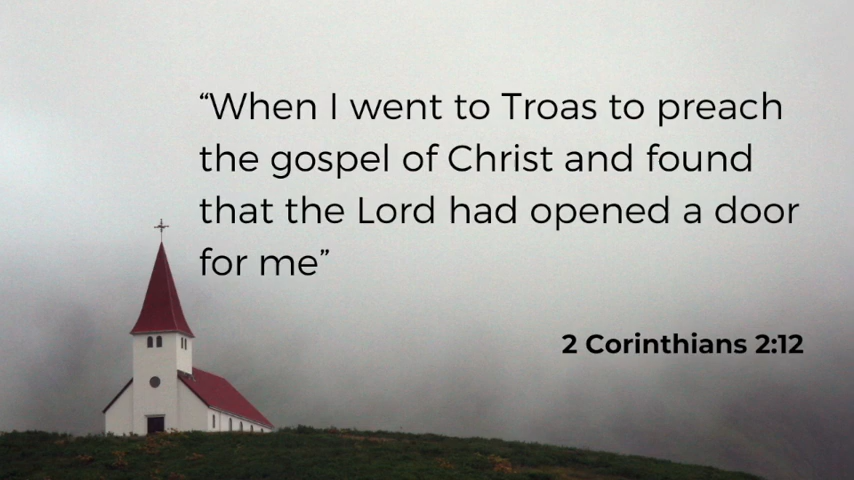 “When I went to Troas to preach
the gospel of Christ and found
that the Lord had opened a door
for me”
2 Corinthians 2:12